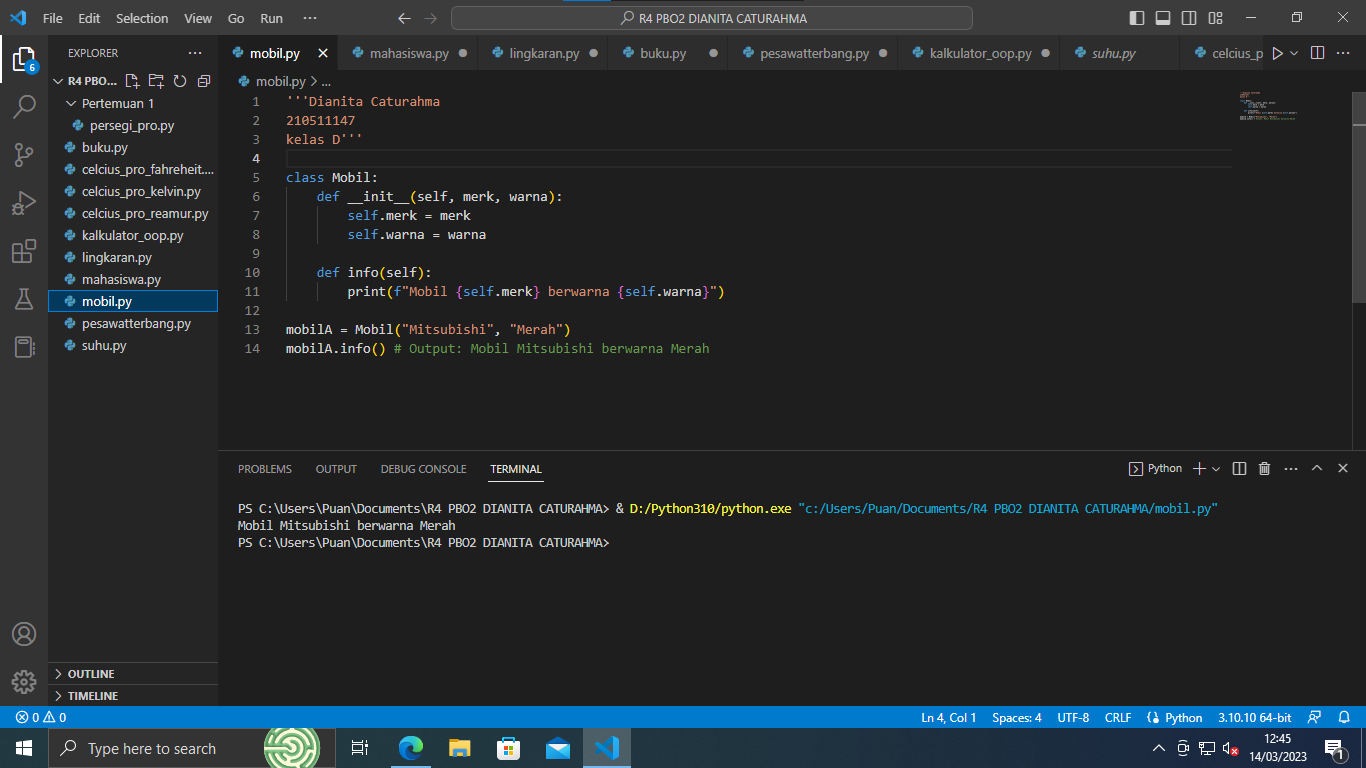 File Edit Selection View Go Run ··· R4 PBO2 DIANITA CATURAHMA
EXPLORER ···
R4 PBO...
Pertemuan 1
persegi_pro.py
buku.py
celcius_pro_fahreheit....
celcius_pro_kelvin.py
celcius_pro_reamur.py
kalkulator_oop.py
lingkaran.py
mahasiswa.py
mobil.py
pesawatterbang.py
suhu.py
OUTLINE
TIMELINE
6
mobil.py mahasiswa.py lingkaran.py buku.py pesawatterbang.py kalkulator_oop.py suhu.py celcius_p
mobil.py > ...
1 '''Dianita Caturahma
2 210511147
3 kelas D'''
4
5 class Mobil:
6 def __init__(self, merk, warna):
7 self.merk = merk
8 self.warna = warna
9
10 def info(self):
11 print(f"Mobil {self.merk} berwarna {self.warna}")
12
13 mobilA = Mobil("Mitsubishi", "Merah")
14 mobilA.info() # Output: Mobil Mitsubishi berwarna Merah
PROBLEMS OUTPUT DEBUG CONSOLE TERMINAL Python
PS C:\Users\Puan\Documents\R4 PBO2 DIANITA CATURAHMA> & D:/Python310/python.exe "c:/Users/Puan/Documents/R4 PBO2 DIANITA CATURAHMA/mobil.py"
Mobil Mitsubishi berwarna Merah
PS C:\Users\Puan\Documents\R4 PBO2 DIANITA CATURAHMA>
0 0 Ln 4, Col 1 Spaces: 4 UTF-8 CRLF Python 3.10.10 64-bit
Type here to search
12:45
14/03/2023
1